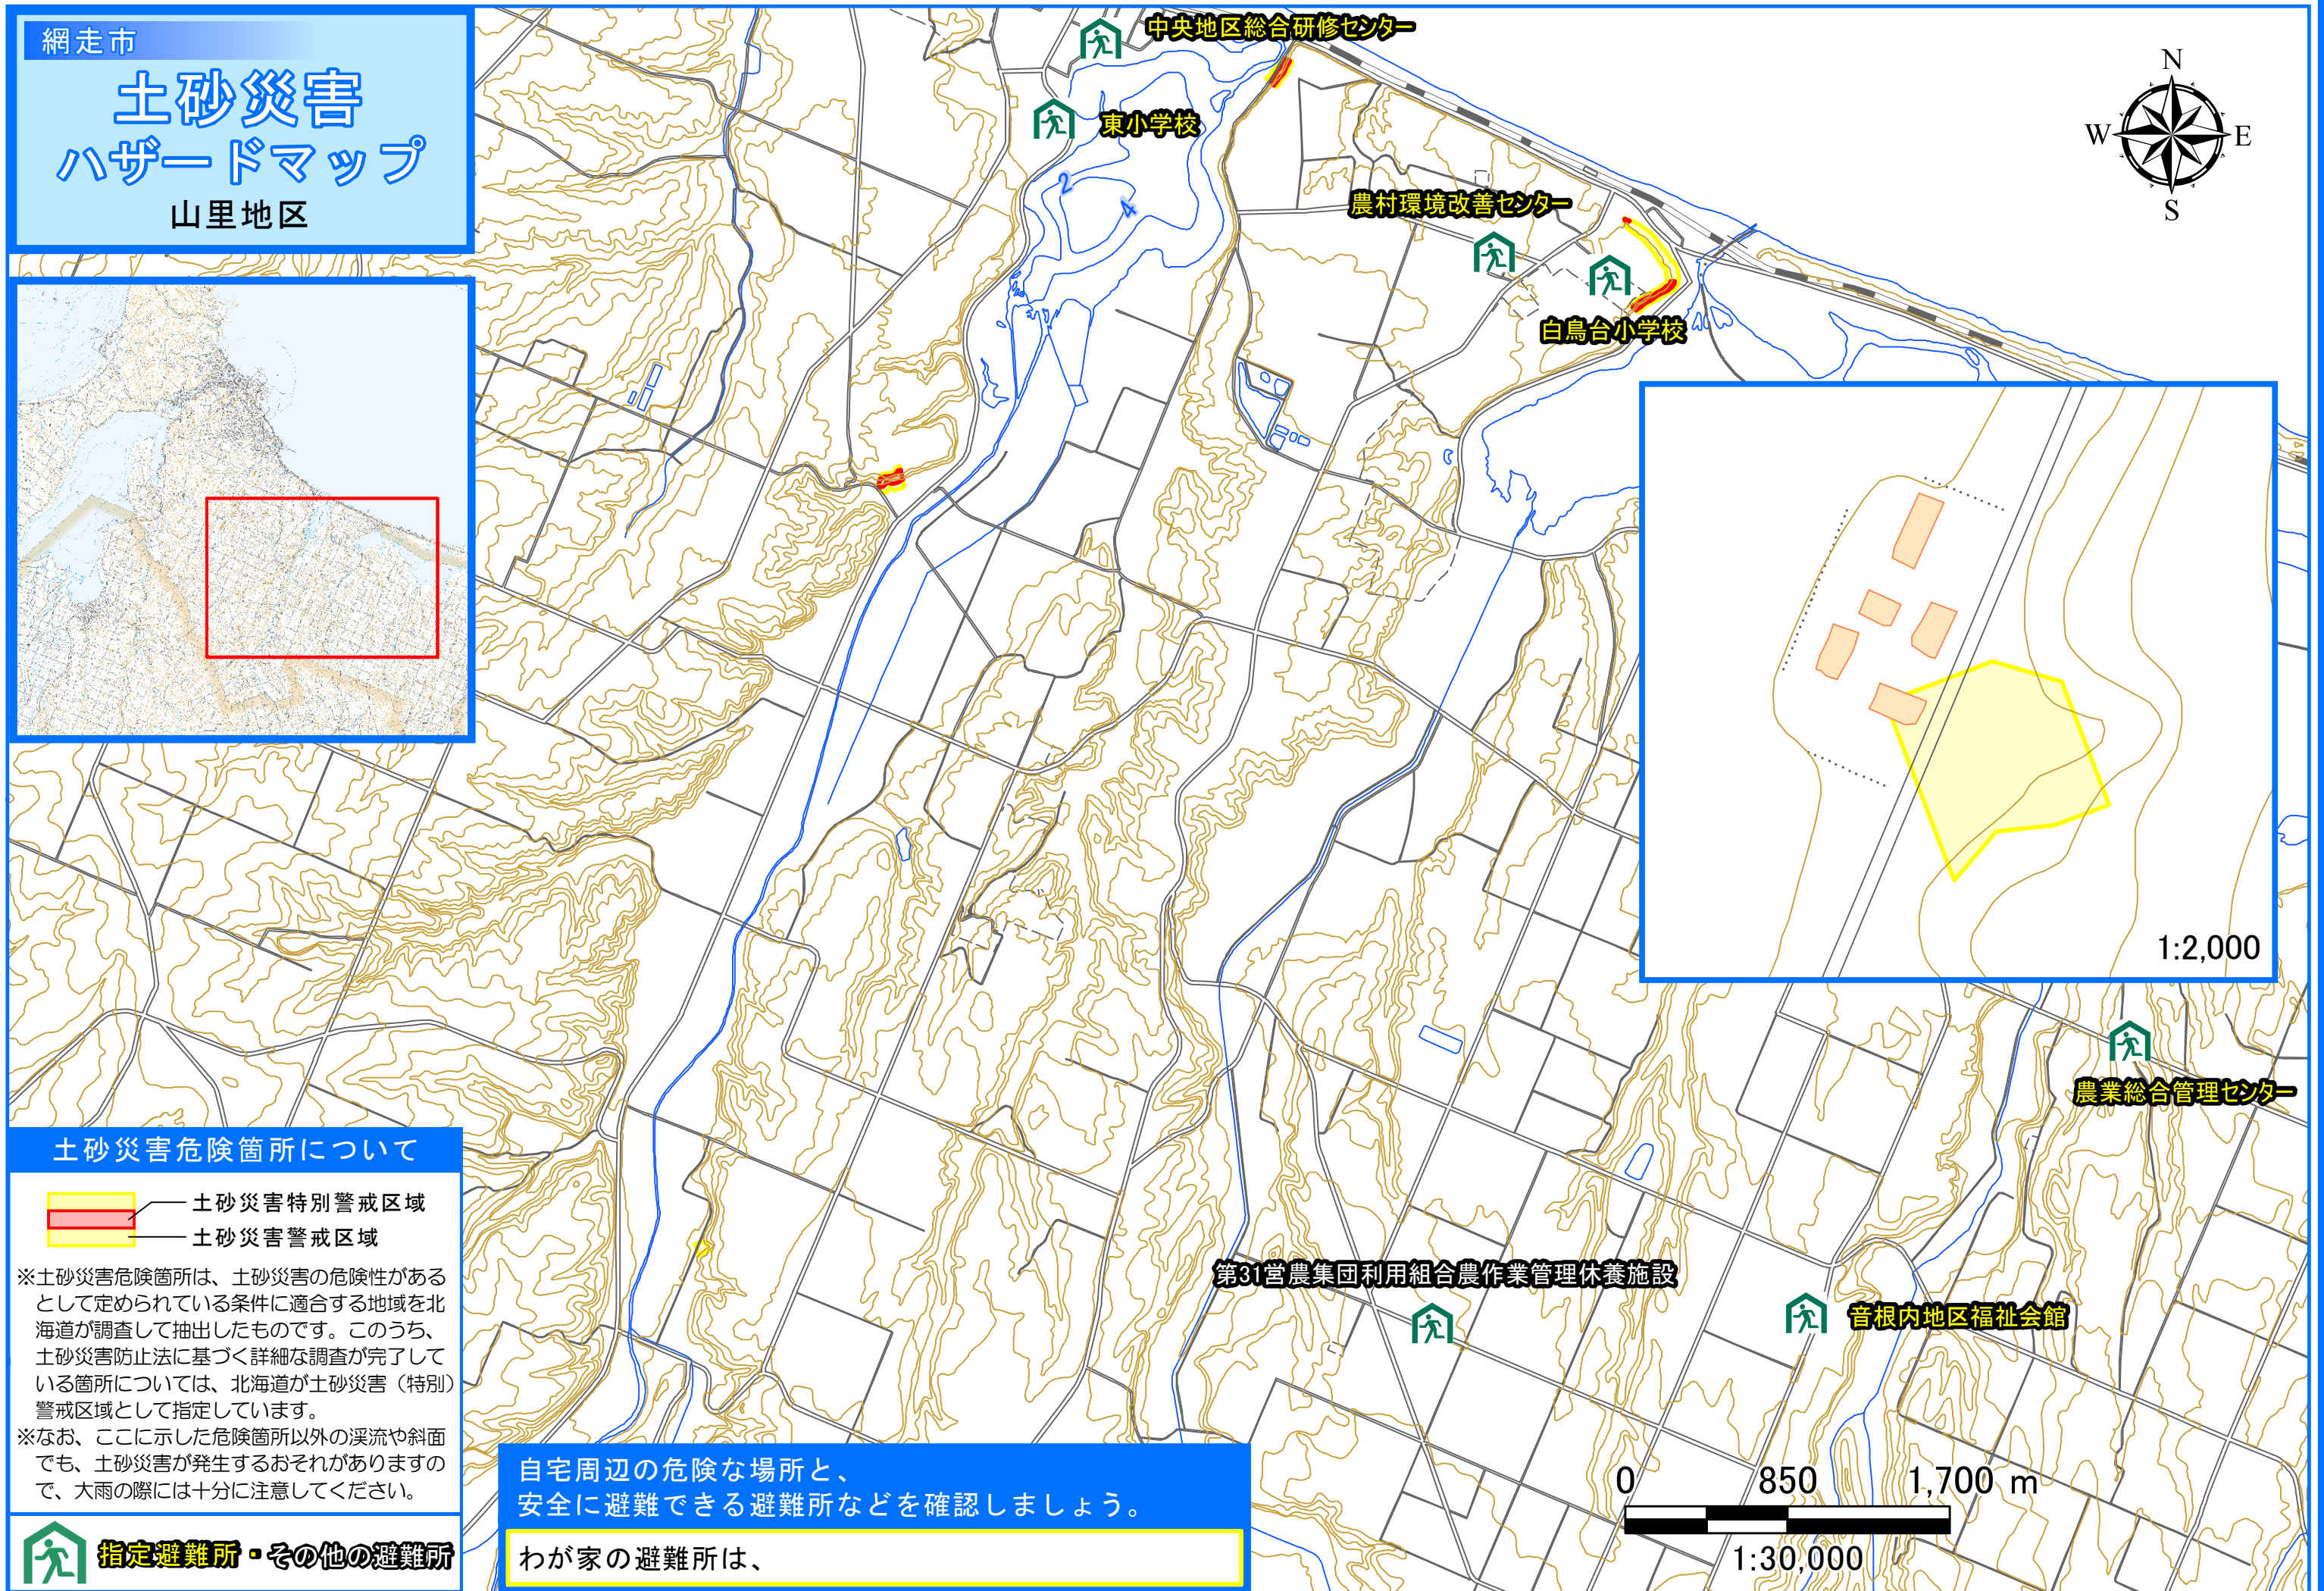 網走市
土砂災害
ハザードマップ
山里地区
中央地区総合研修センター
東小学校
2
4
農村環境改善センター
白鳥台小学校
N
W
E
S
1:2,000
農業総合管理センター
第31営農集団利用組合農作業管理休養施設
音根内地区福祉会館
土砂災害危険箇所について
土砂災害特別警戒区域
土砂災害警戒区域
※土砂災害危険箇所は、土砂災害の危険性がある
として定められている条件に適合する地域を北
海道が調査して抽出したものです。このうち、
土砂災害防止法に基づく詳細な調査が完了して
いる箇所については、北海道が土砂災害（特別）
警戒区域として指定しています。
※なお、ここに示した危険箇所以外の渓流や斜面
でも、土砂災害が発生するおそれがありますの
で、大雨の際には十分に注意してください。
指定避難所・その他の避難所
自宅周辺の危険な場所と、
安全に避難できる避難所などを確認しましょう。
わが家の避難所は、
0 850 1,700 m
1:30,000